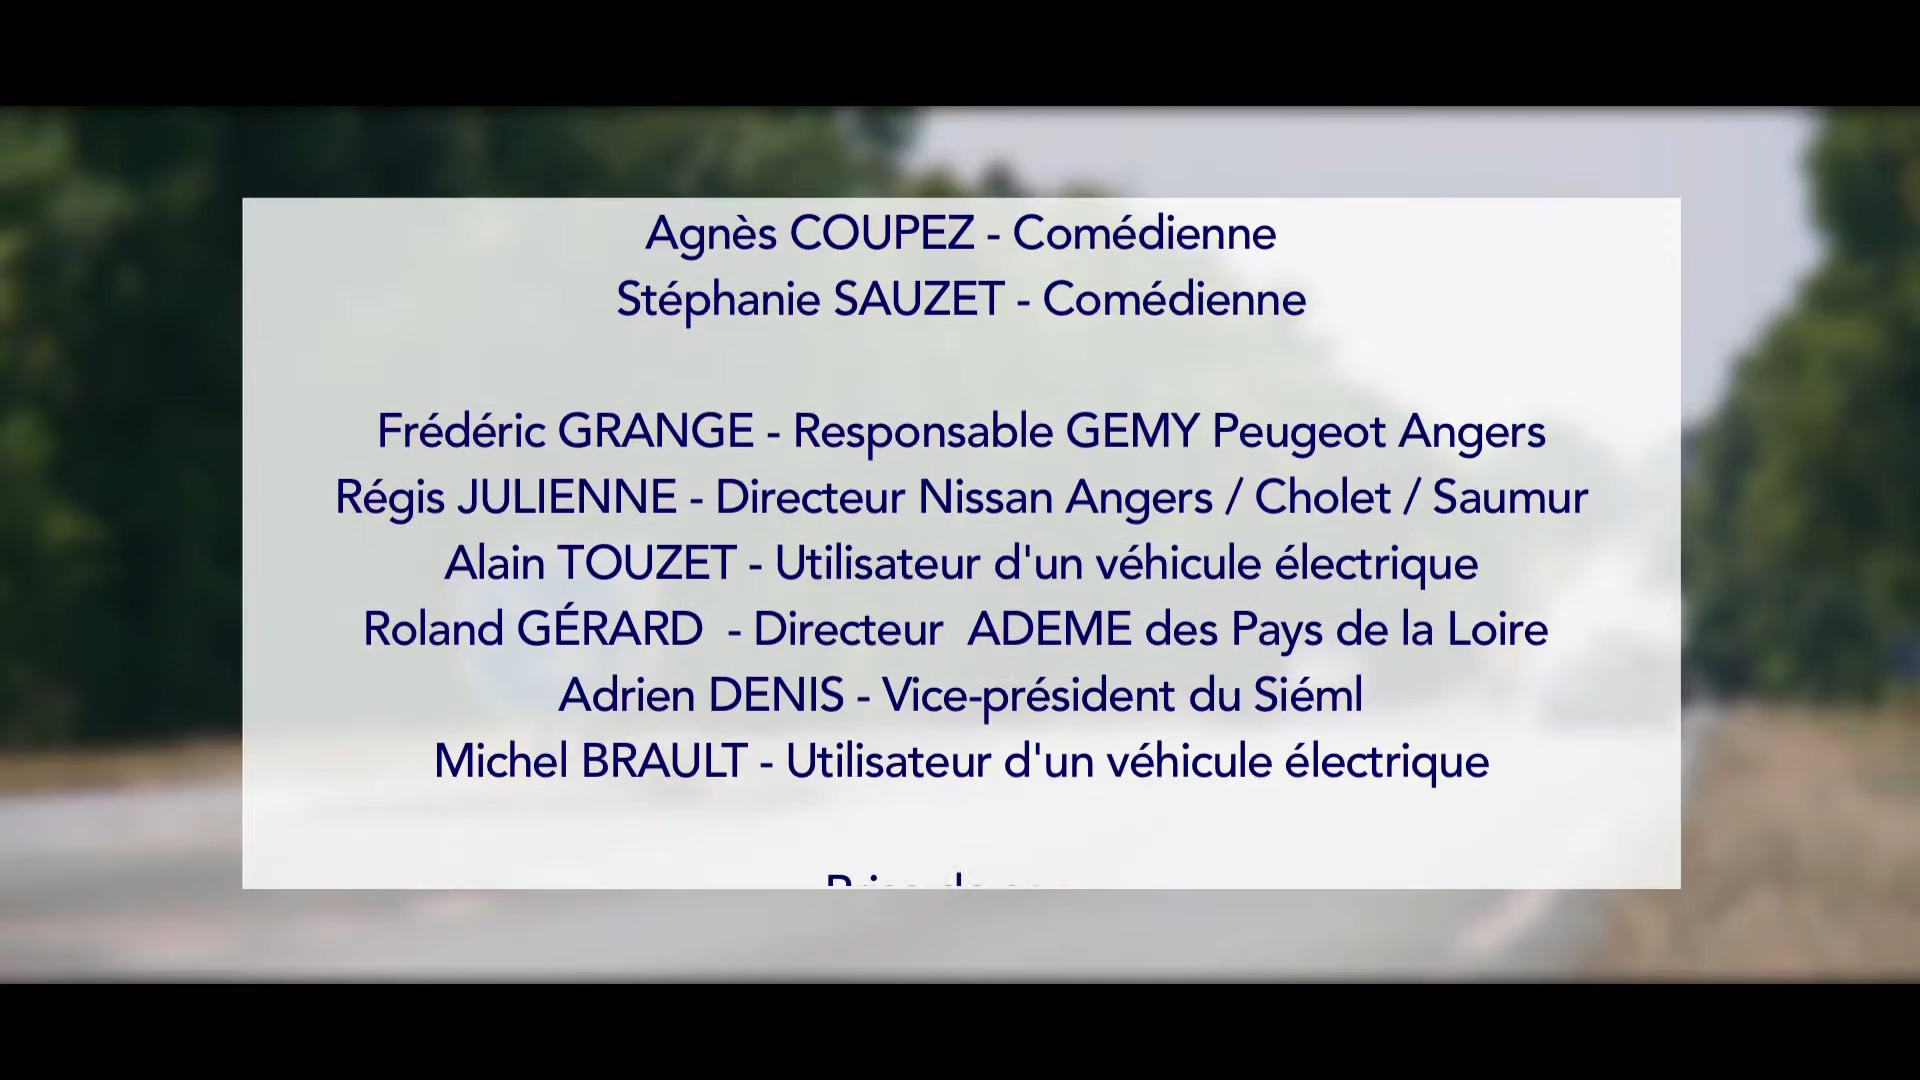 Agnès COUPEZ - Comédienne
Stéphanie SAUZET - Comédienne
Frédéric GRANGE - Responsable GEMY Peugeot Angers
Régis JULIENNE - Directeur Nissan Angers / Cholet / Saumur
Alain TOUZET - Utilisateur d'un véhicule électrique
Roland GÉRARD  - Directeur  ADEME des Pays de la Loire
Adrien DENIS - Vice-président du Siéml
Michel BRAULT - Utilisateur d'un véhicule électrique